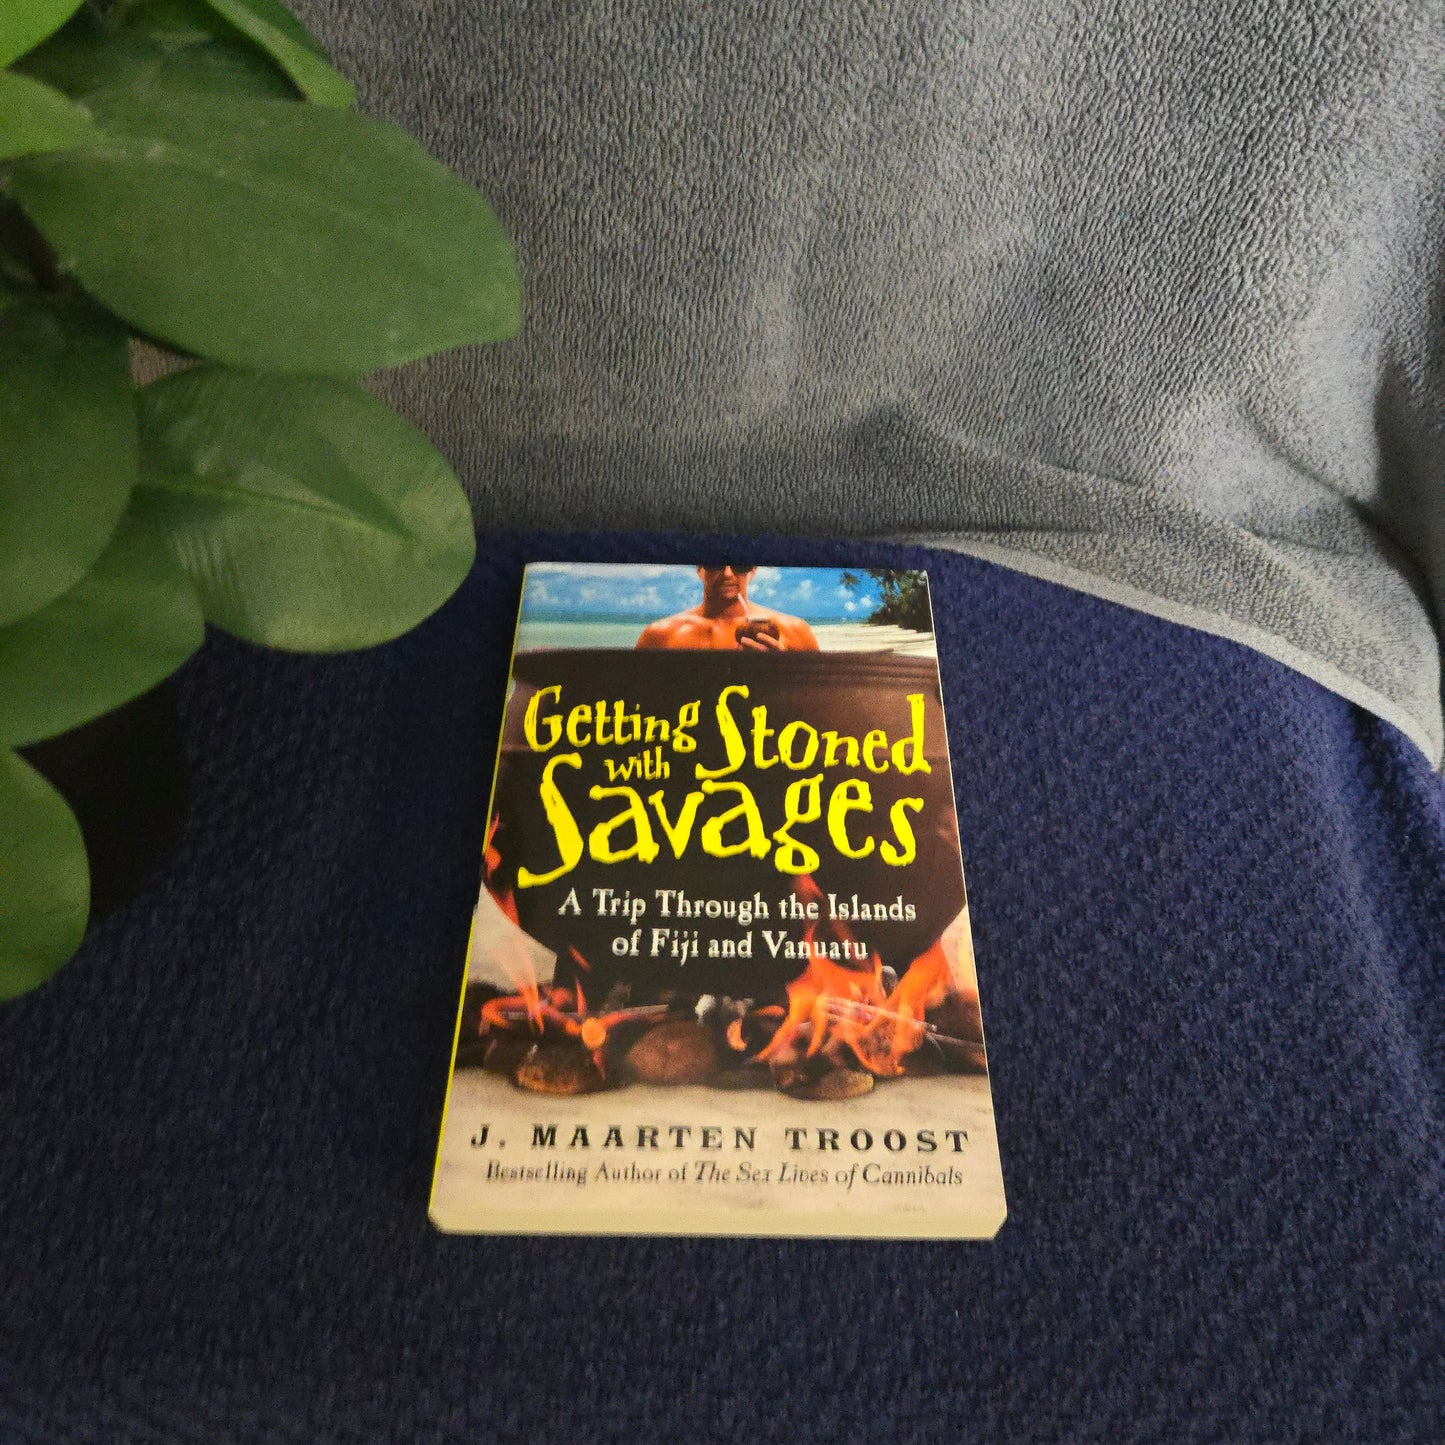 Getting Stoned
with
Savages
A Trip Through the Islands
of Fiji and Vanuatu
J. MAARTEN TROOST
Bestselling Author of The Sex Lives of Cannibals